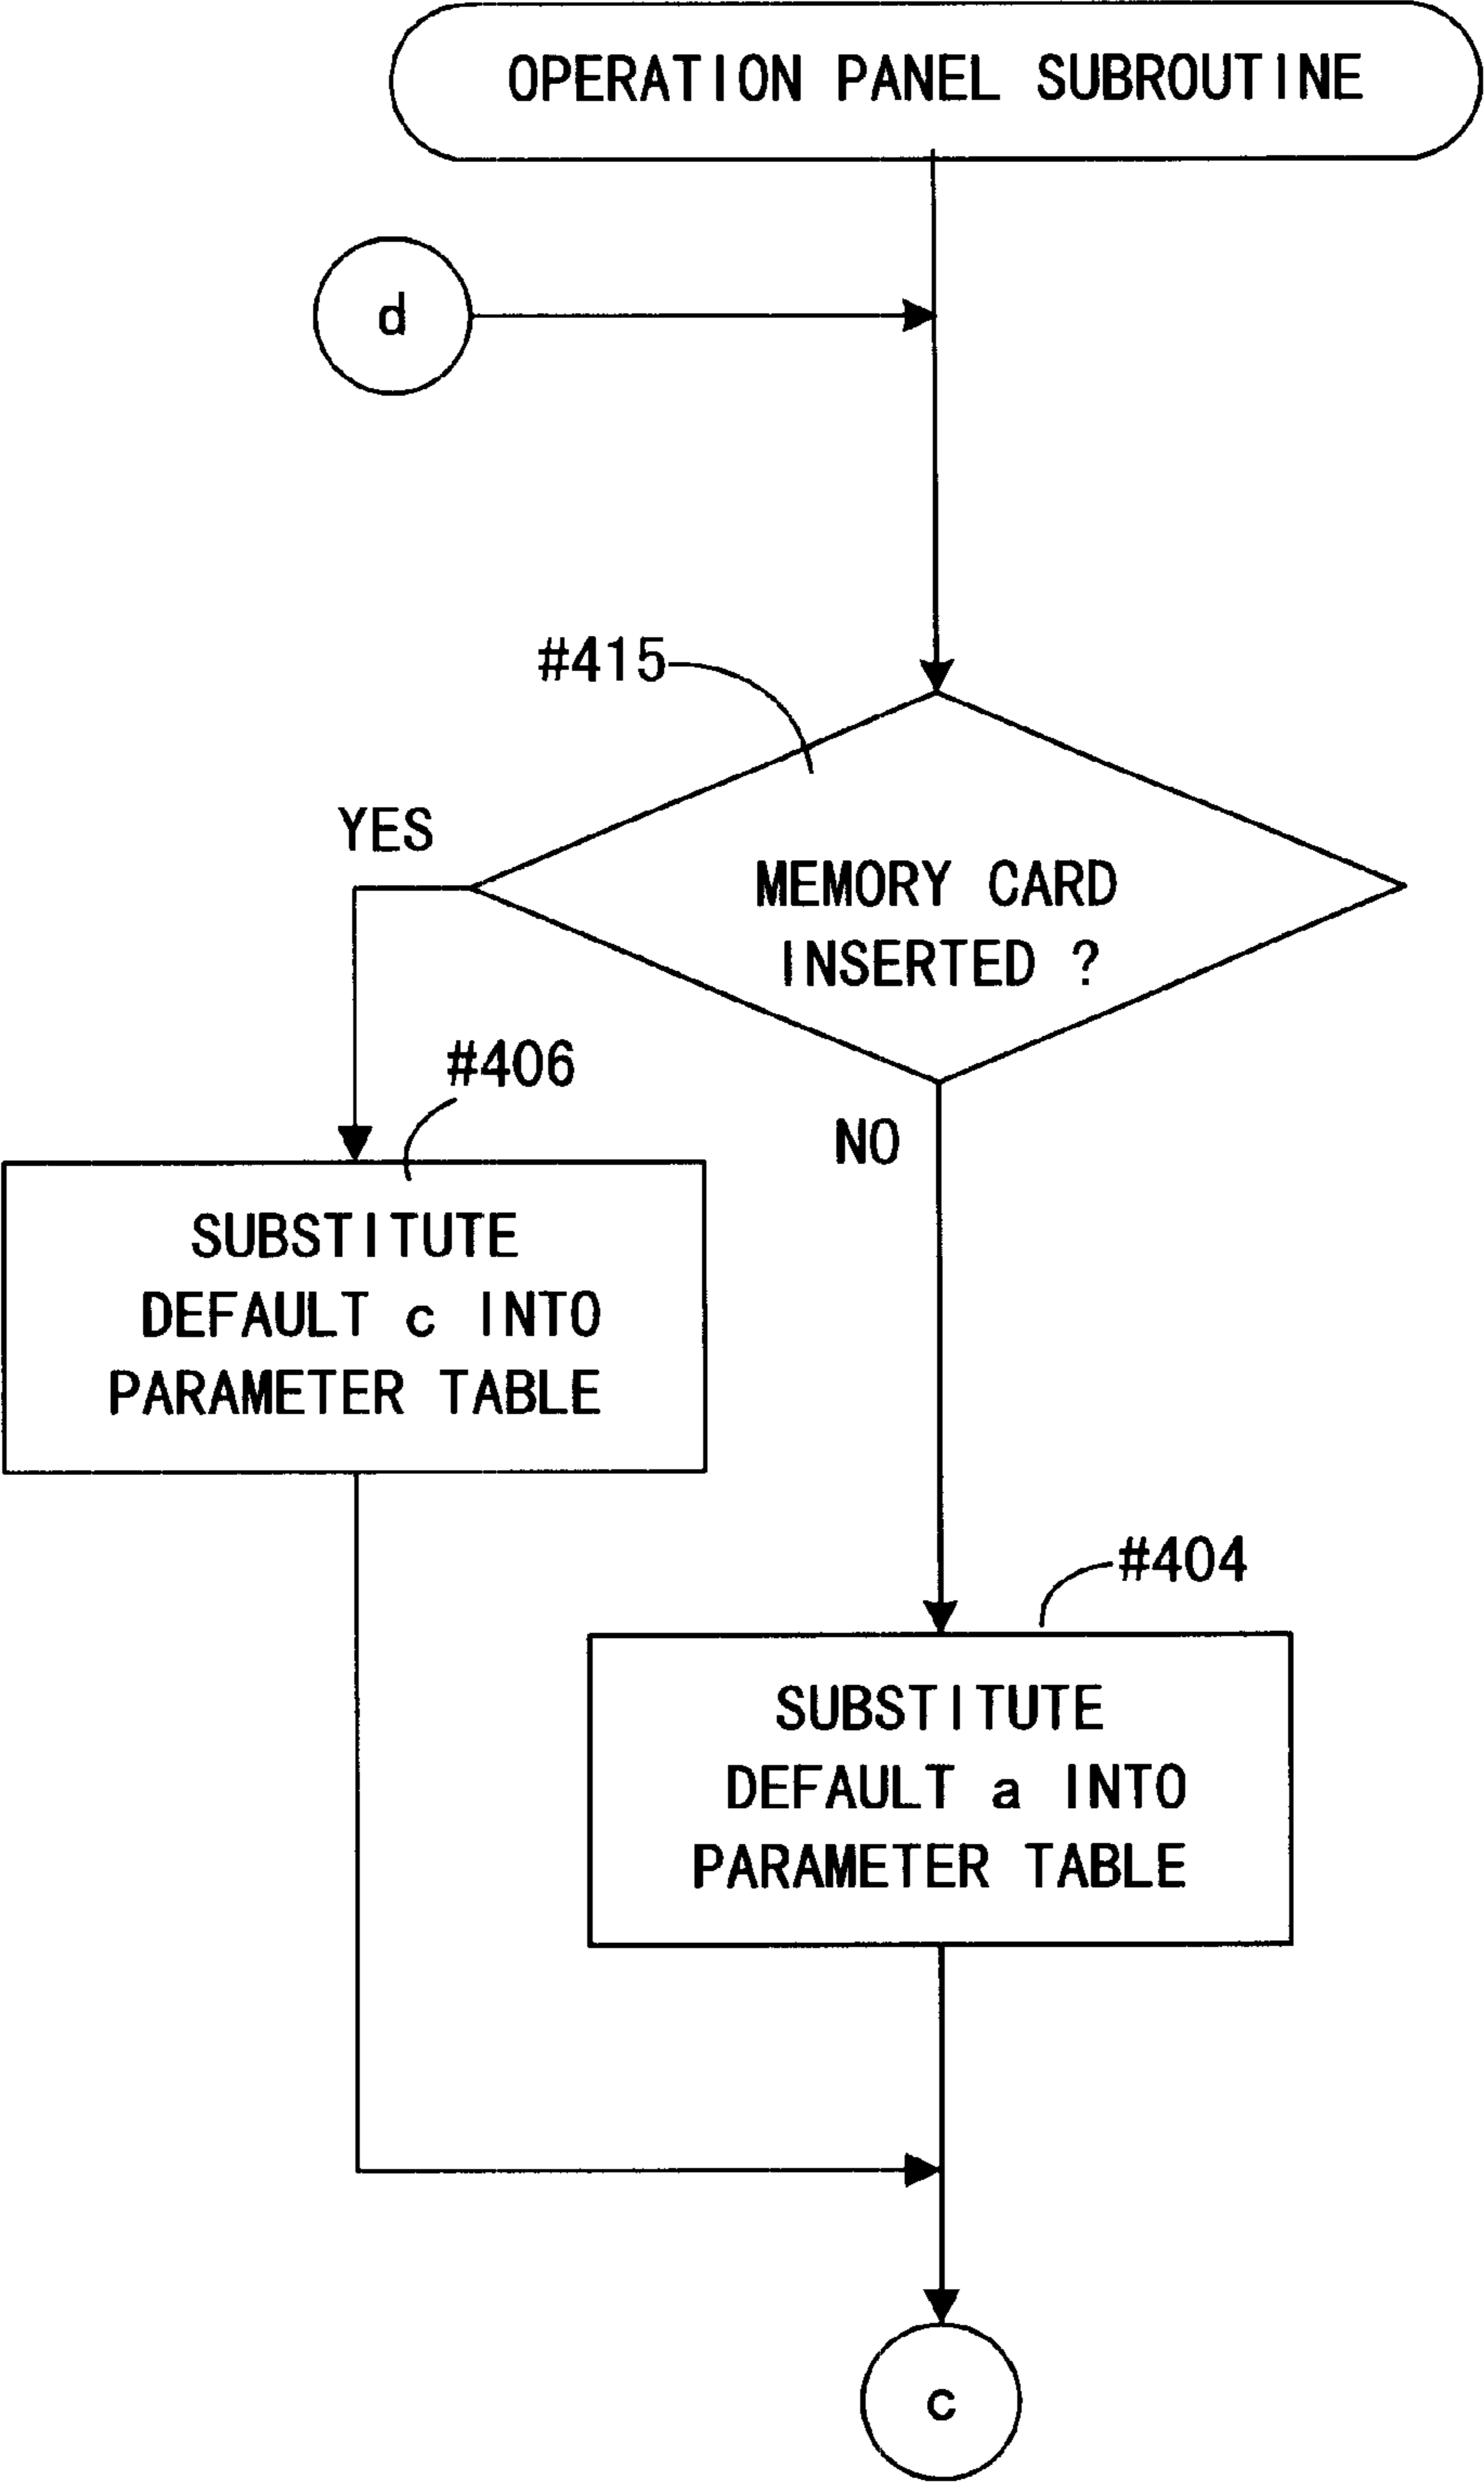 OPERATION PANEL SUBROUTINE
d
#415
YES
MEMORY CARD
INSERTED ?
#406
NO
SUBSTITUTE
DEFAULT c INTO
PARAMETER TABLE
#404
SUBSTITUTE
DEFAULT a INTO
PARAMETER TABLE
c